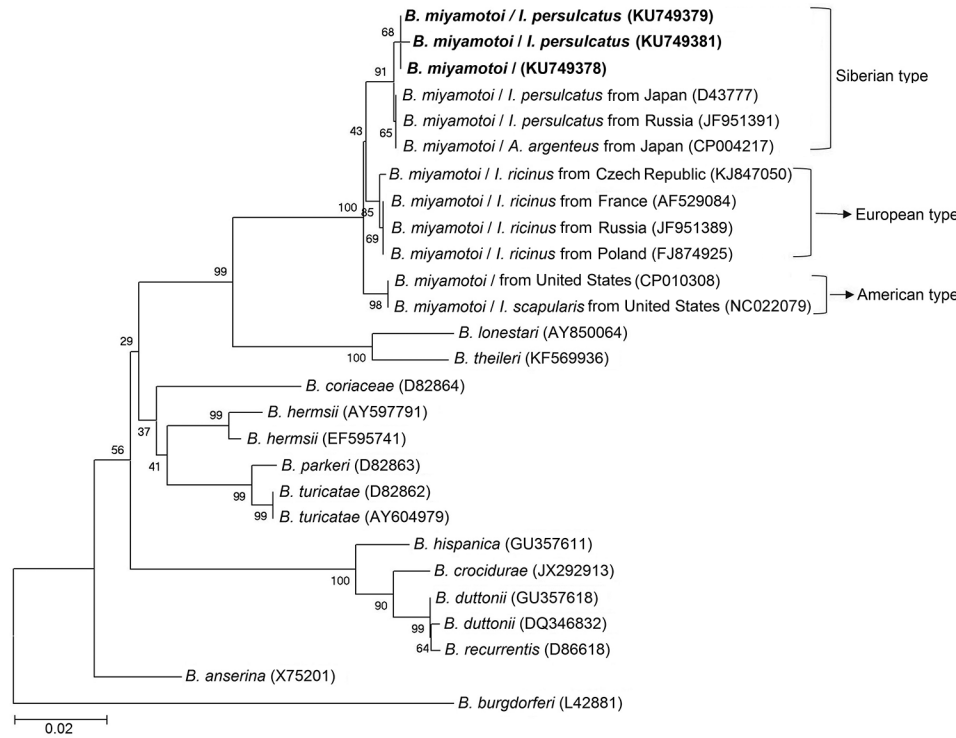 B. miyamotoi / I. persulcatus (KU749379)
68
B. miyamotoi / I. persulcatus (KU749381)
B. miyamotoi / (KU749378)
91
Siberian type
B. miyamotoi / I. persulcatus from Japan (D43777)
B. miyamotoi / I. persulcatus from Russia (JF951391)
43
65
B. miyamotoi / A. argenteus from Japan (CP004217)
B. miyamotoi / I. ricinus from Czech Republic (KJ847050)
B. miyamotoi / I. ricinus from France (AF529084)
100
85
European type
B. miyamotoi / I. ricinus from Russia (JF951389)
69
B. miyamotoi / I. ricinus from Poland (FJ874925)
99
B. miyamotoi / from United States (CP010308)
American type
98
B. miyamotoi / I. scapularis from United States (NC022079)
B. lonestari (AY850064)
29
100
B. theileri (KF569936)
B. coriaceae (D82864)
99
B. hermsii (AY597791)
37
B. hermsii (EF595741)
56
41
B. parkeri (D82863)
99
B. turicatae (D82862)
99
B. turicatae (AY604979)
B. hispanica (GU357611)
100
B. crocidurae (JX292913)
90
B. duttonii (GU357618)
99
B. duttonii (DQ346832)
64
B. recurrentis (D86618)
B. anserina (X75201)
B. burgdorferi (L42881)
0.02